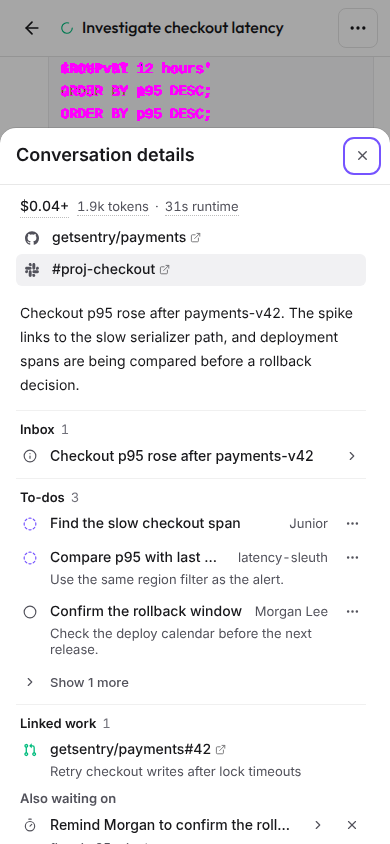 Investigate checkout latency
ORDER BY p95 DESC;
ORDER BY p95 DESC;
Conversation details
$0.04+ 1.9k tokens · 31s runtime
getsentry/payments
#proj-checkout
Checkout p95 rose after payments-v42. The spike
links to the slow serializer path, and deployment
spans are being compared before a rollback
decision.
Inbox 1
Checkout p95 rose after payments-v42
To-dos 3
Find the slow checkout span Junior
Compare p95 with last ... latency-sleuth
Use the same region filter as the alert.
Confirm the rollback window Morgan Lee
Check the deploy calendar before the next
release.
Show 1 more
Linked work 1
getsentry/payments#42
Retry checkout writes after lock timeouts
Also waiting on
Remind Morgan to confirm the roll...